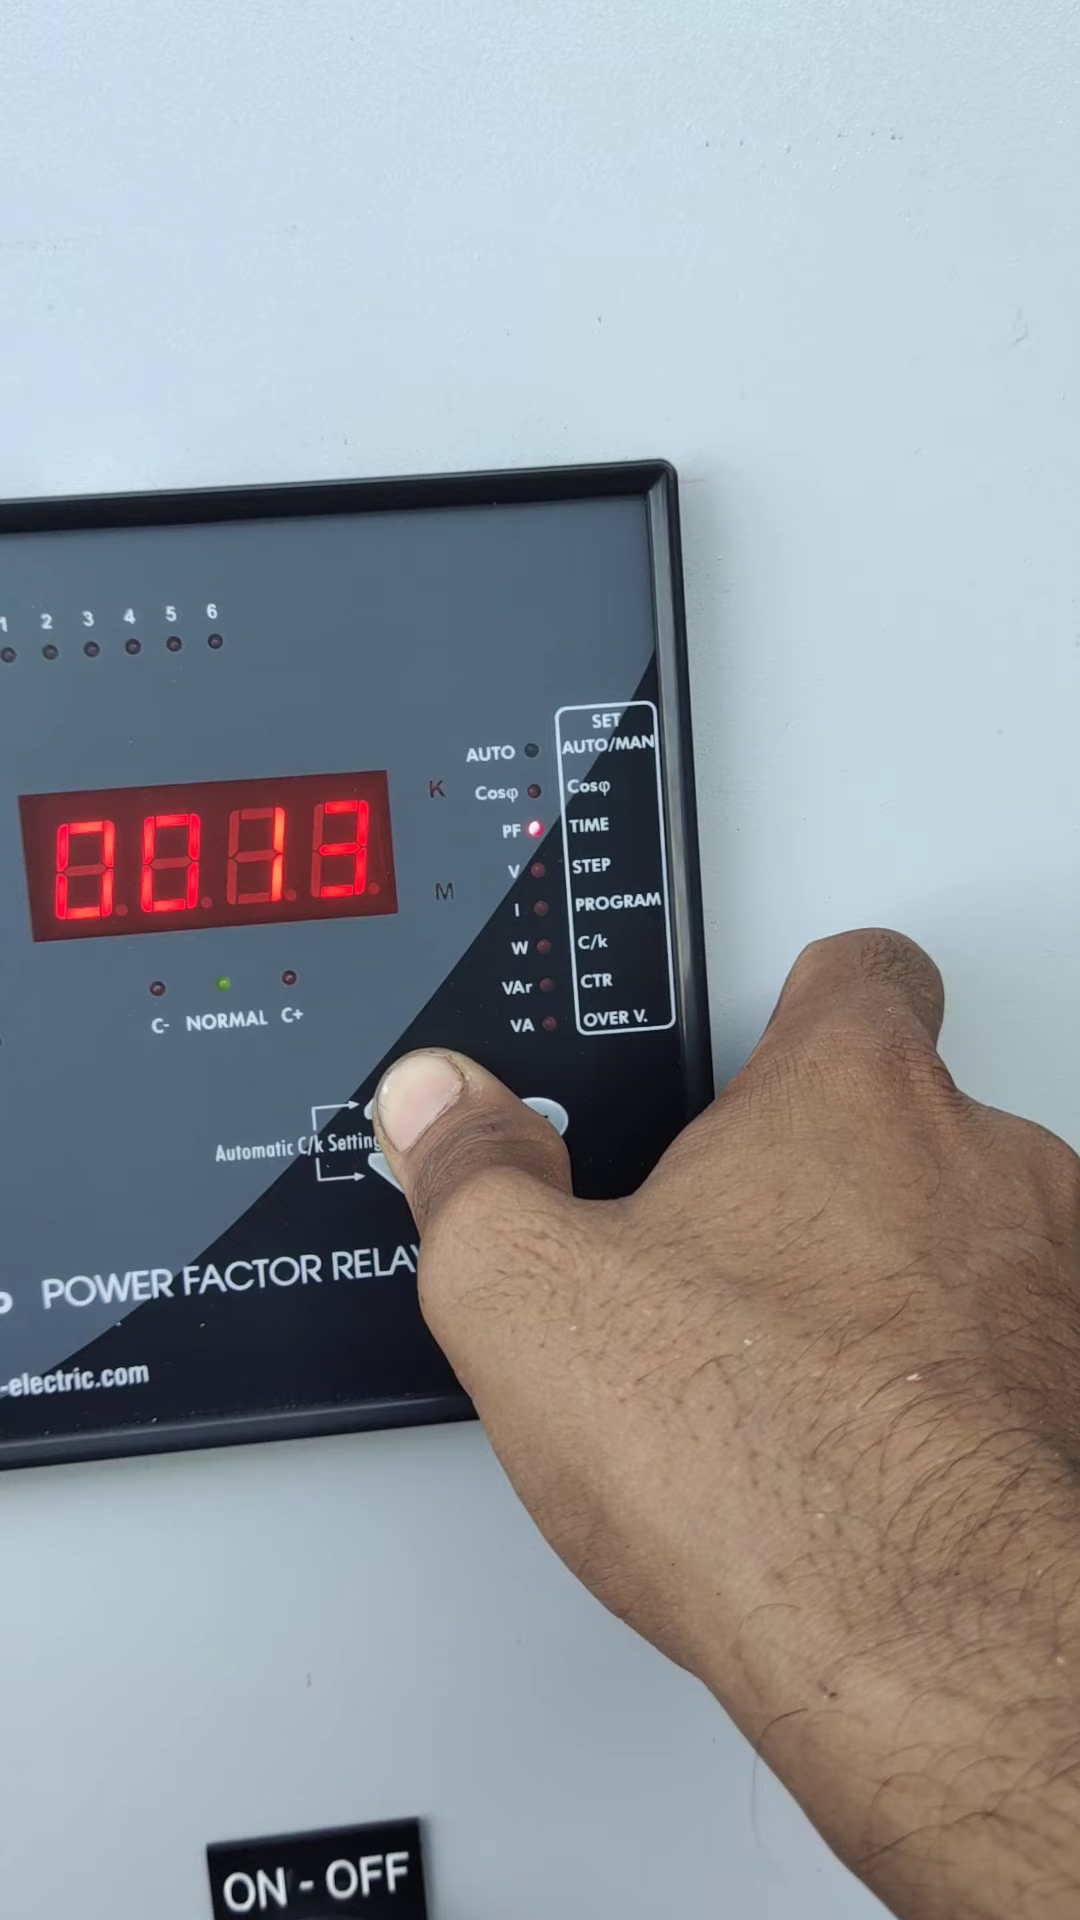 1 2 3 4 5 6
SET
AUTO AUTO/MAN
K Cosφ Cosφ
PF TIME
0013
V STEP
M
I PROGRAM
W C/k
VAr CTR
VA OVER V.
C- NORMAL C+
Automatic C/k Setting
POWER FACTOR RELAY
-electric.com
ON - OFF